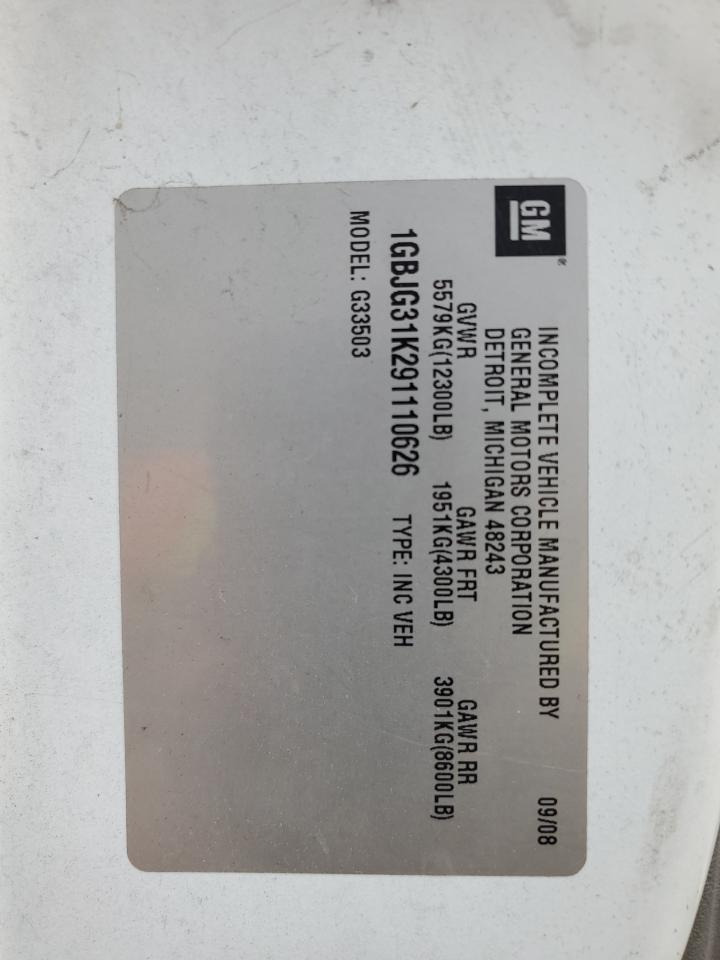 GM®
INCOMPLETE VEHICLE MANUFACTURED BY 09/08
GENERAL MOTORS CORPORATION
DETROIT, MICHIGAN 48243
GVWR GAWR FRT GAWR RR
5579KG(12300LB) 1951KG(4300LB) 3901KG(8600LB)
1GBJG31K291110626 TYPE: INC VEH
MODEL: G33503